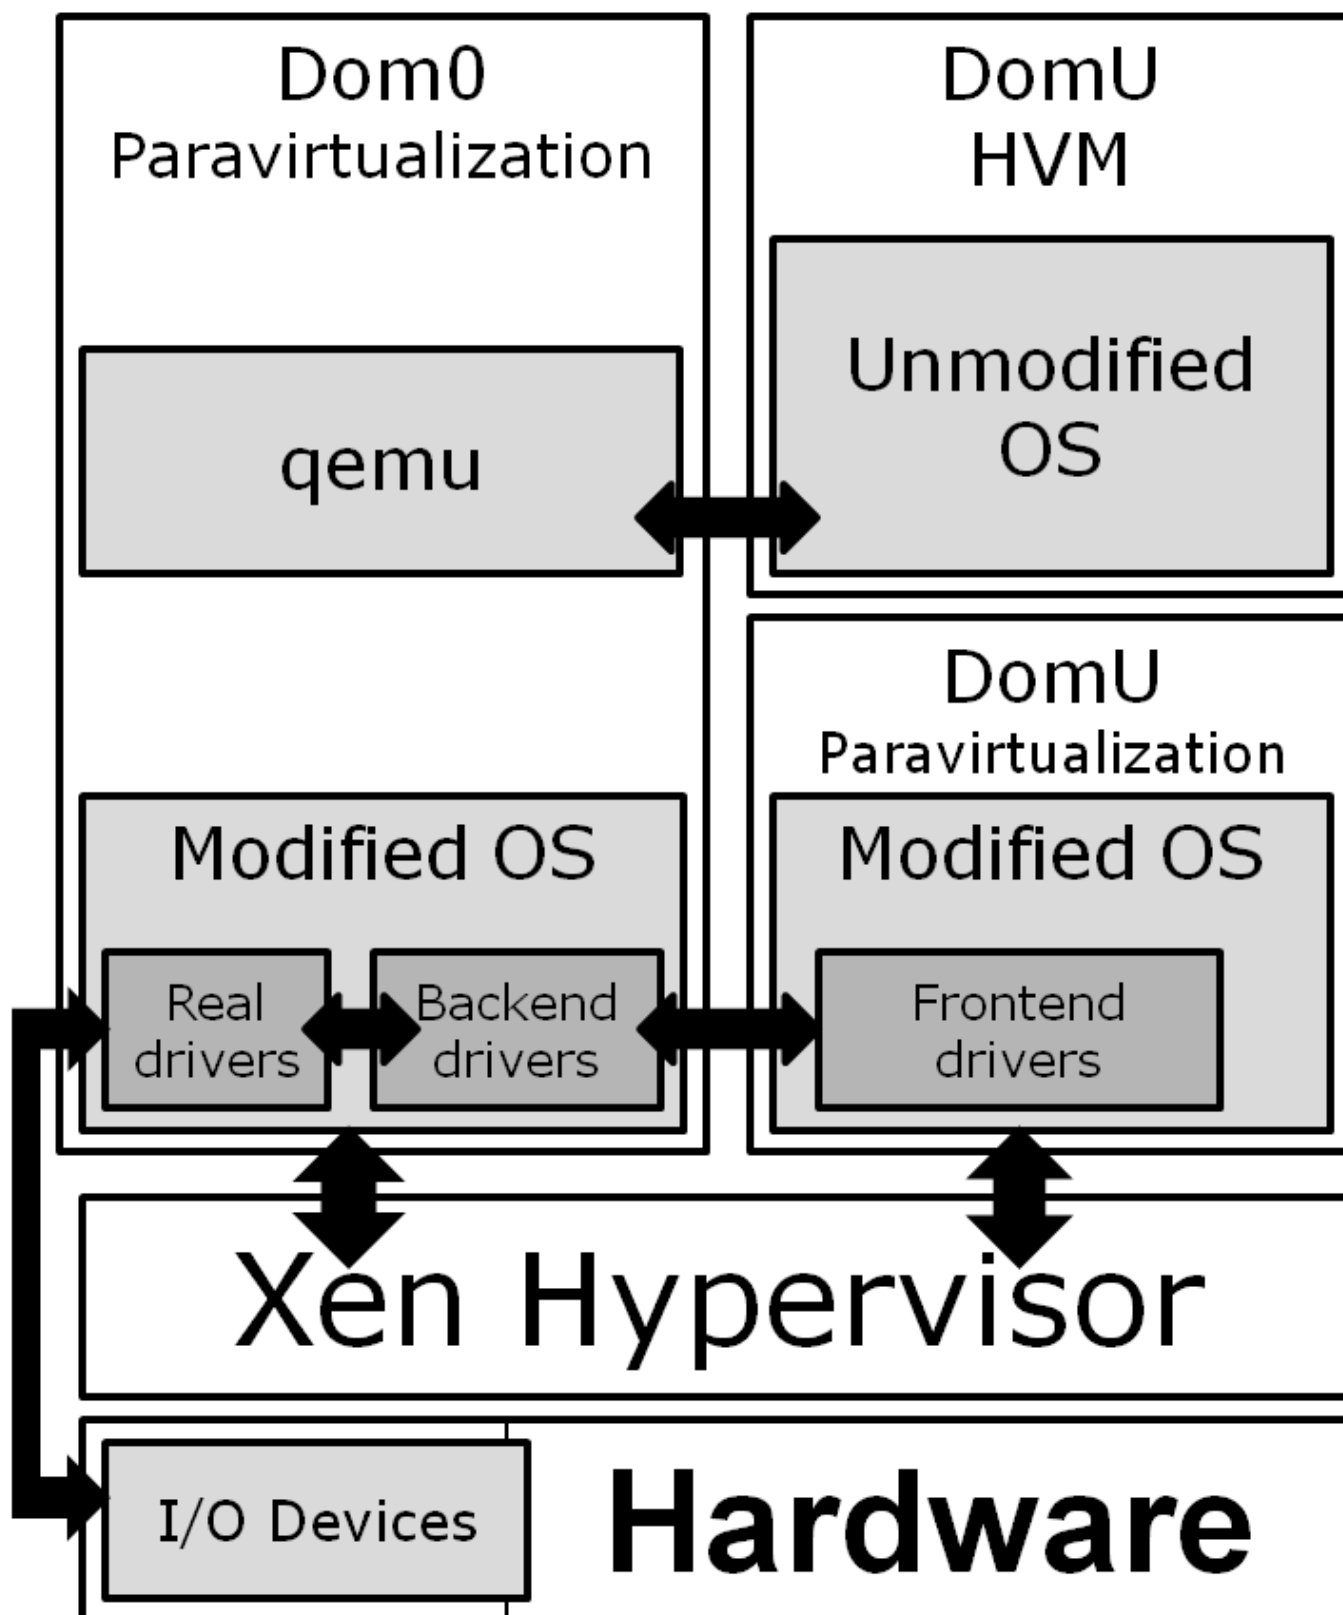 Dom0
Paravirtualization
qemu
Modified OS
Real
drivers
Backend
drivers
DomU
HVM
Unmodified
OS
DomU
Paravirtualization
Modified OS
Frontend
drivers
Xen Hypervisor
I/O Devices
Hardware